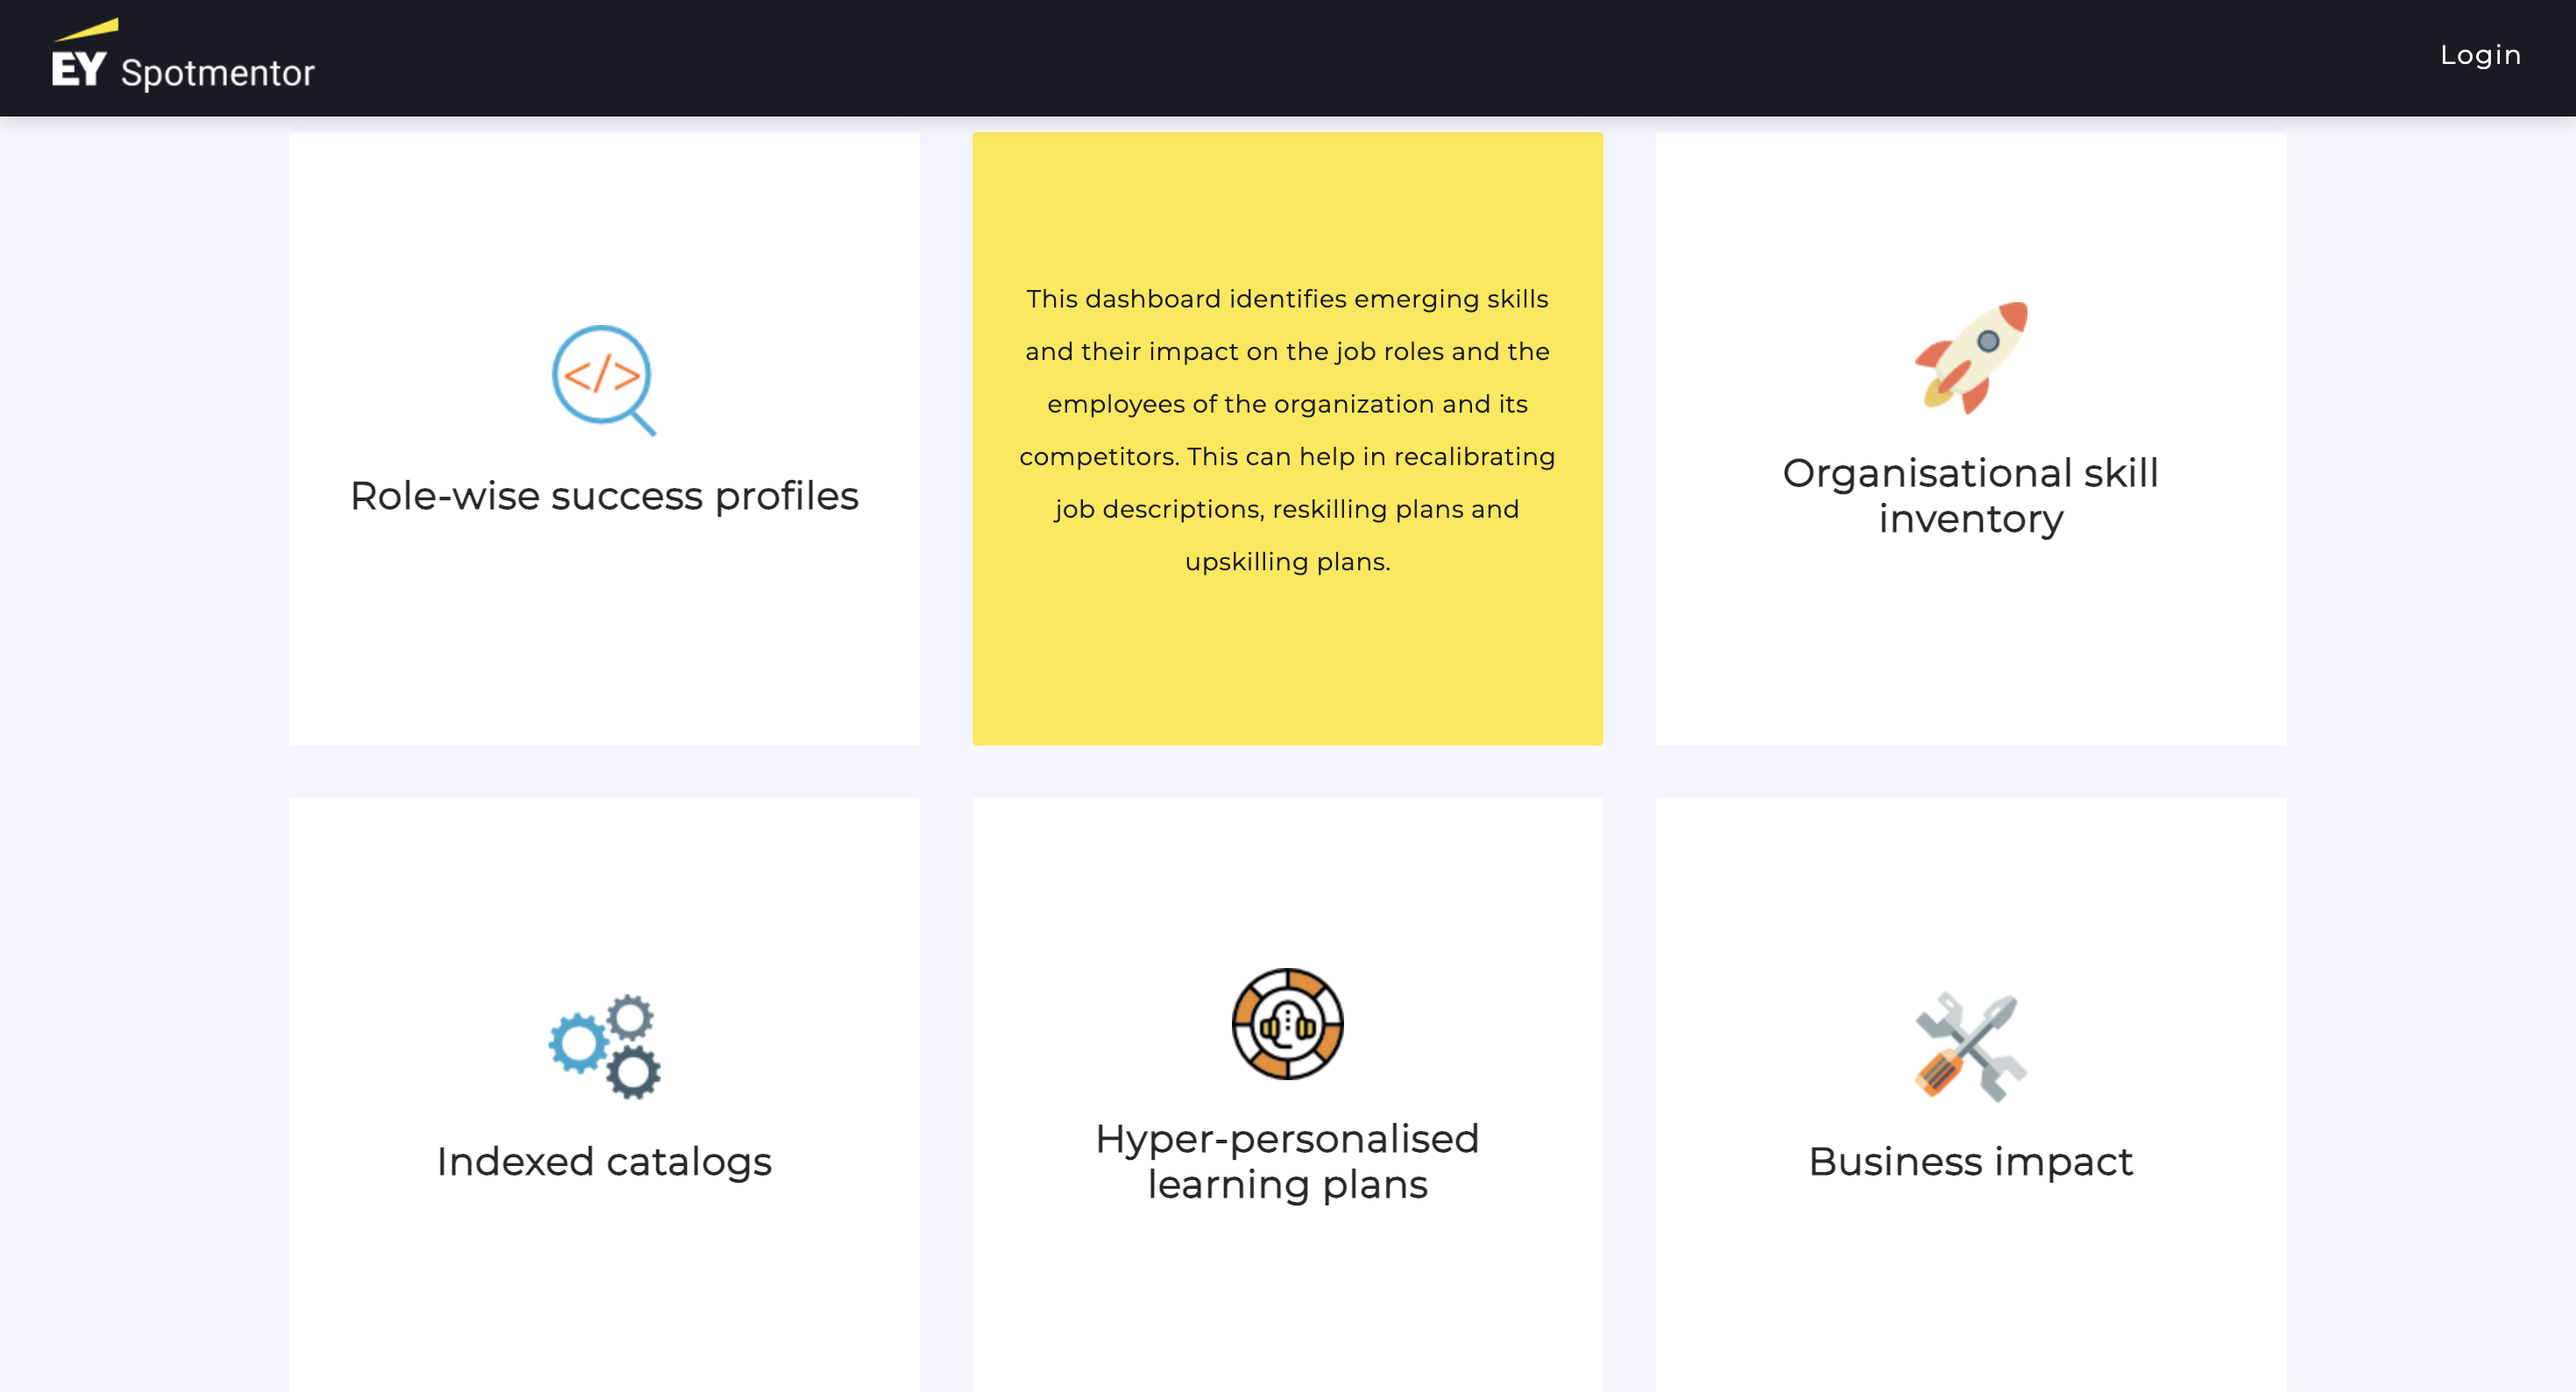 EY Spotmentor
Login
Role-wise success profiles
This dashboard identifies emerging skills
and their impact on the job roles and the
employees of the organization and its
competitors. This can help in recalibrating
job descriptions, reskilling plans and
upskilling plans.
Organisational skill
inventory
Indexed catalogs
Hyper-personalised
learning plans
Business impact